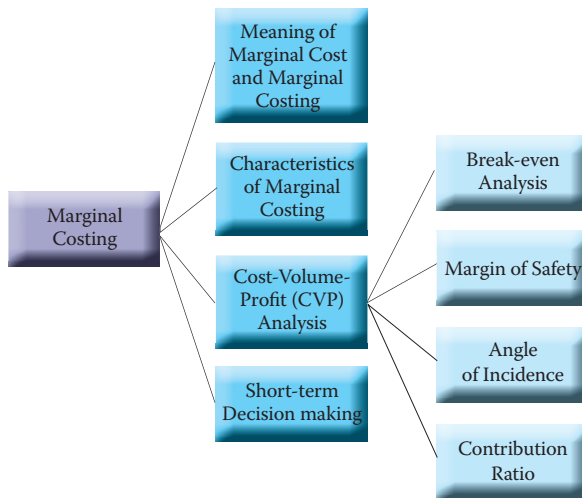 Marginal
Costing
Meaning of
Marginal Cost
and Marginal
Costing
Characteristics
of Marginal
Costing
Cost-Volume-
Profit (CVP)
Analysis
Short-term
Decision making
Break-even
Analysis
Margin of Safety
Angle
of Incidence
Contribution
Ratio